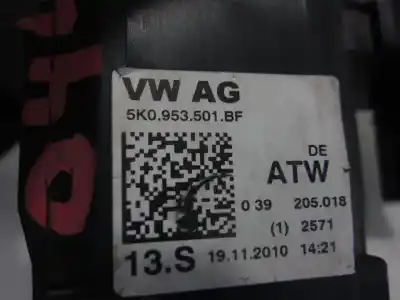 VW AG
5K0.953.501.BF
DE
ATW
0 39 205.018
(1) 2571
13.S 19.11.2010 14:21